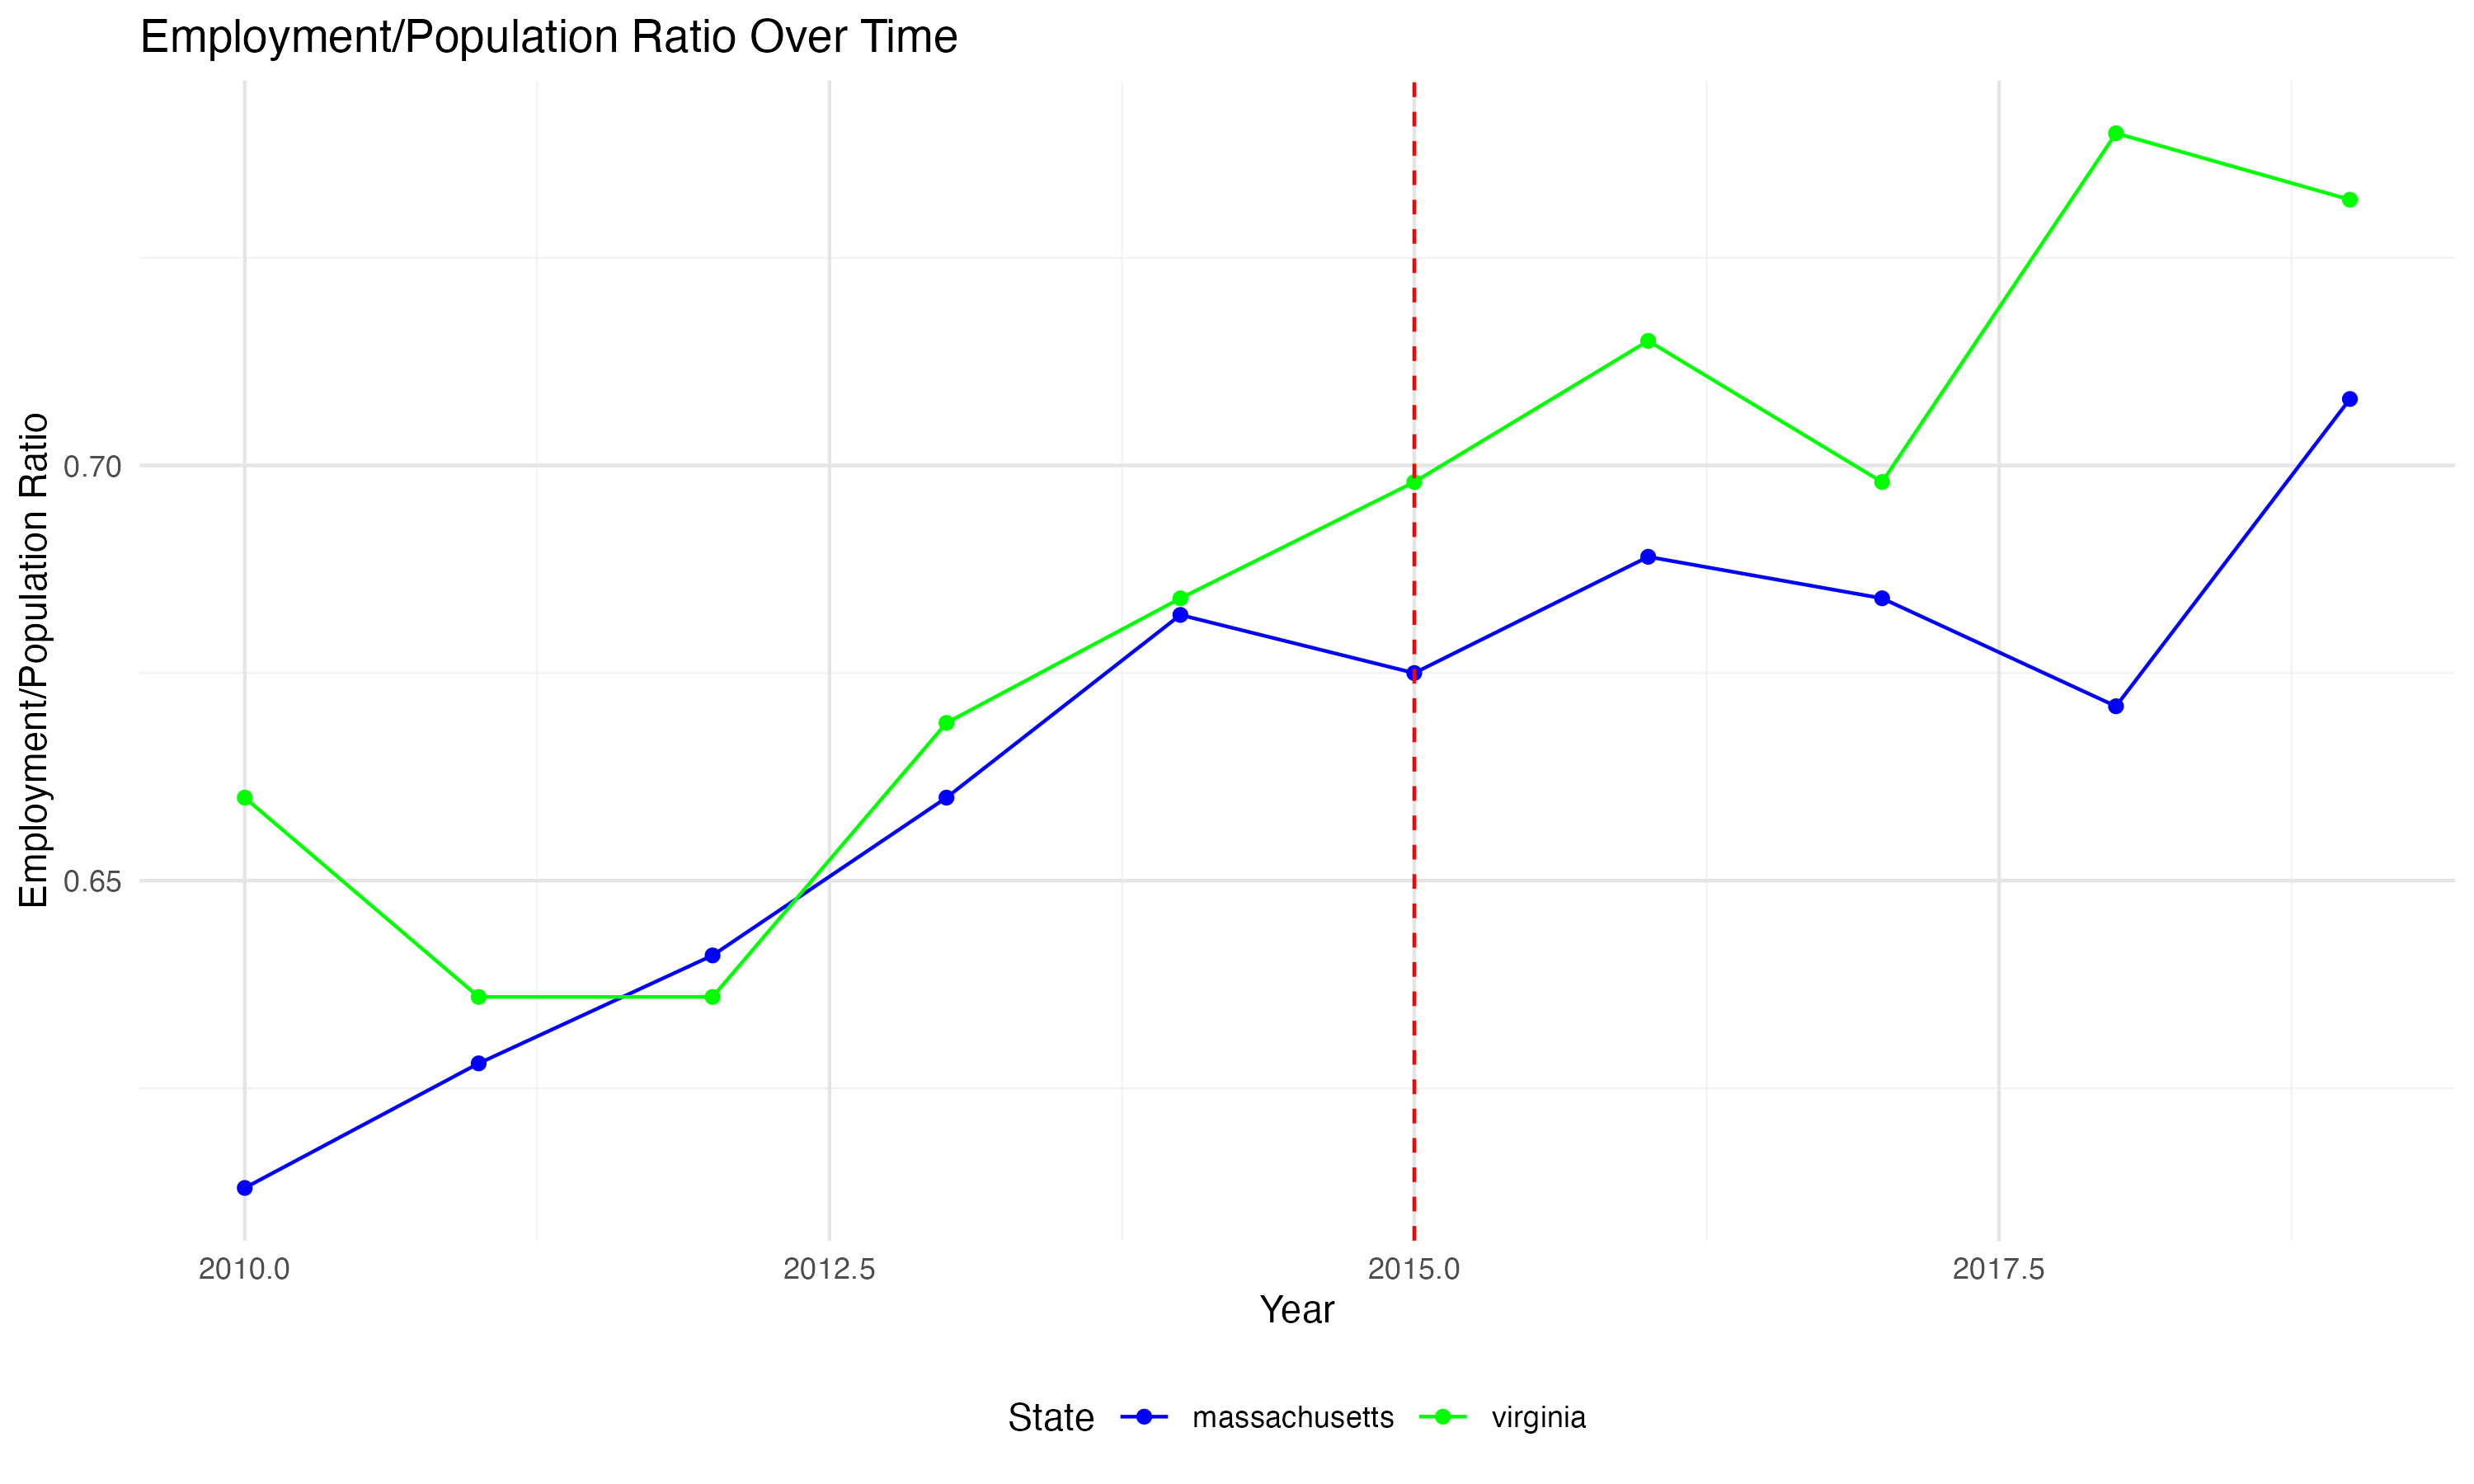 Employment/Population Ratio Over Time
Employment/Population Ratio
0.70
0.65
2010.0 2012.5 2015.0 2017.5
Year
State massachusetts virginia